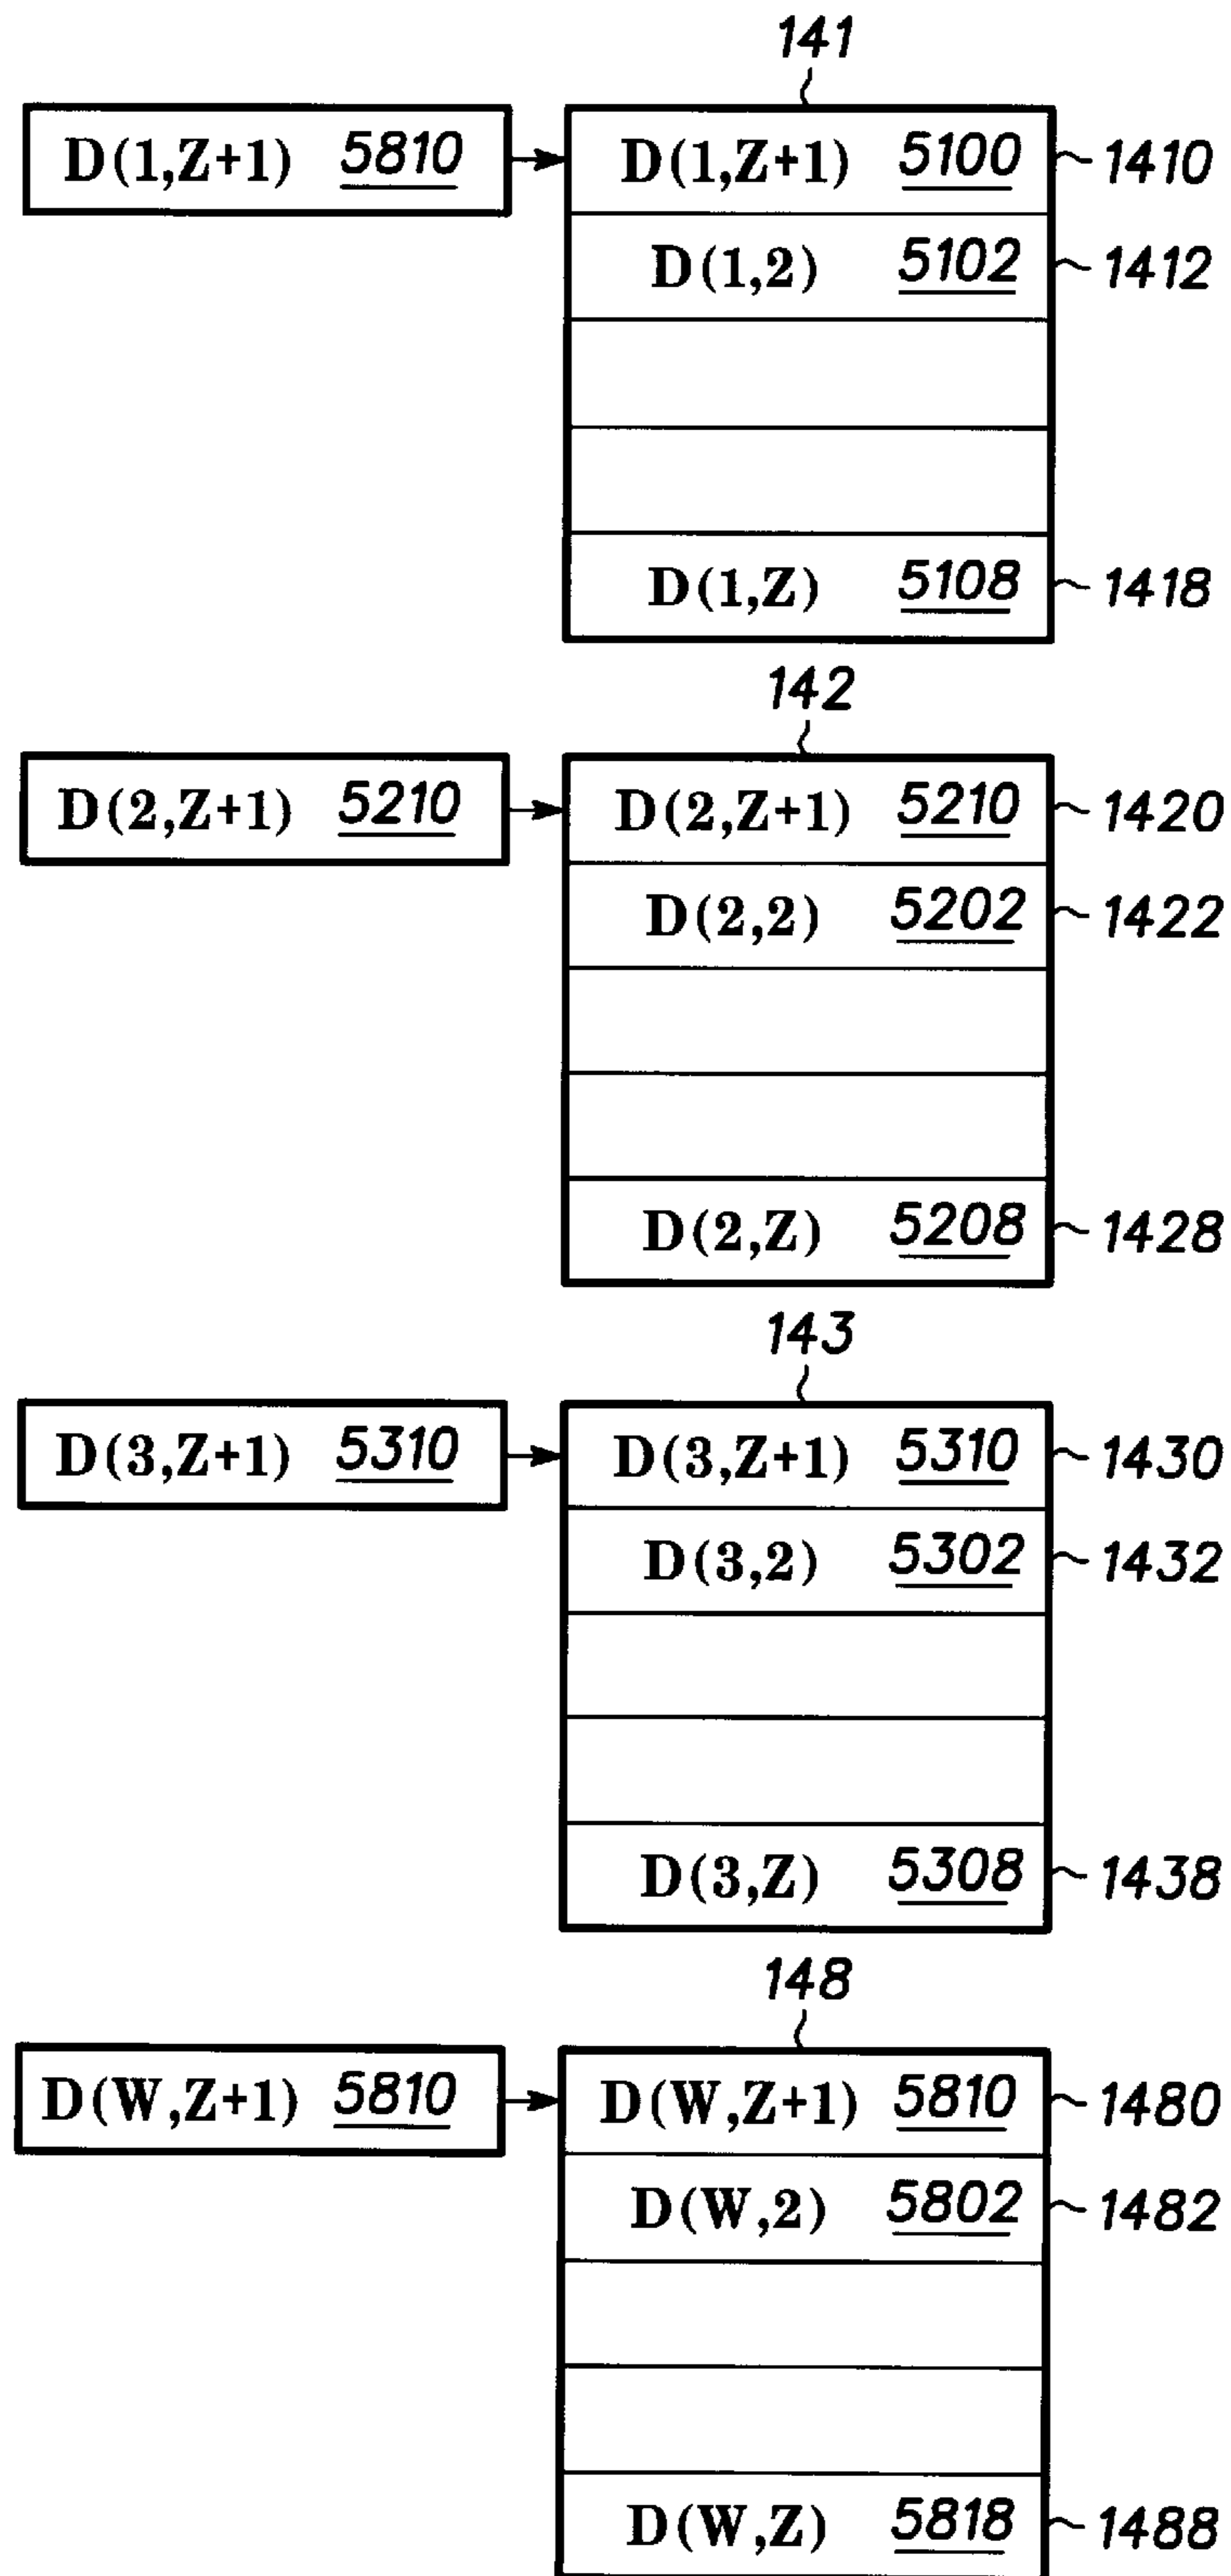 141
D(1,Z+1) 5810 D(1,Z+1) 5100 1410
D(1,2) 5102 1412
D(1,Z) 5108 1418
142
D(2,Z+1) 5210 D(2,Z+1) 5210 1420
D(2,2) 5202 1422
D(2,Z) 5208 1428
143
D(3,Z+1) 5310 D(3,Z+1) 5310 1430
D(3,2) 5302 1432
D(3,Z) 5308 1438
148
D(W,Z+1) 5810 D(W,Z+1) 5810 1480
D(W,2) 5802 1482
D(W,Z) 5818 1488